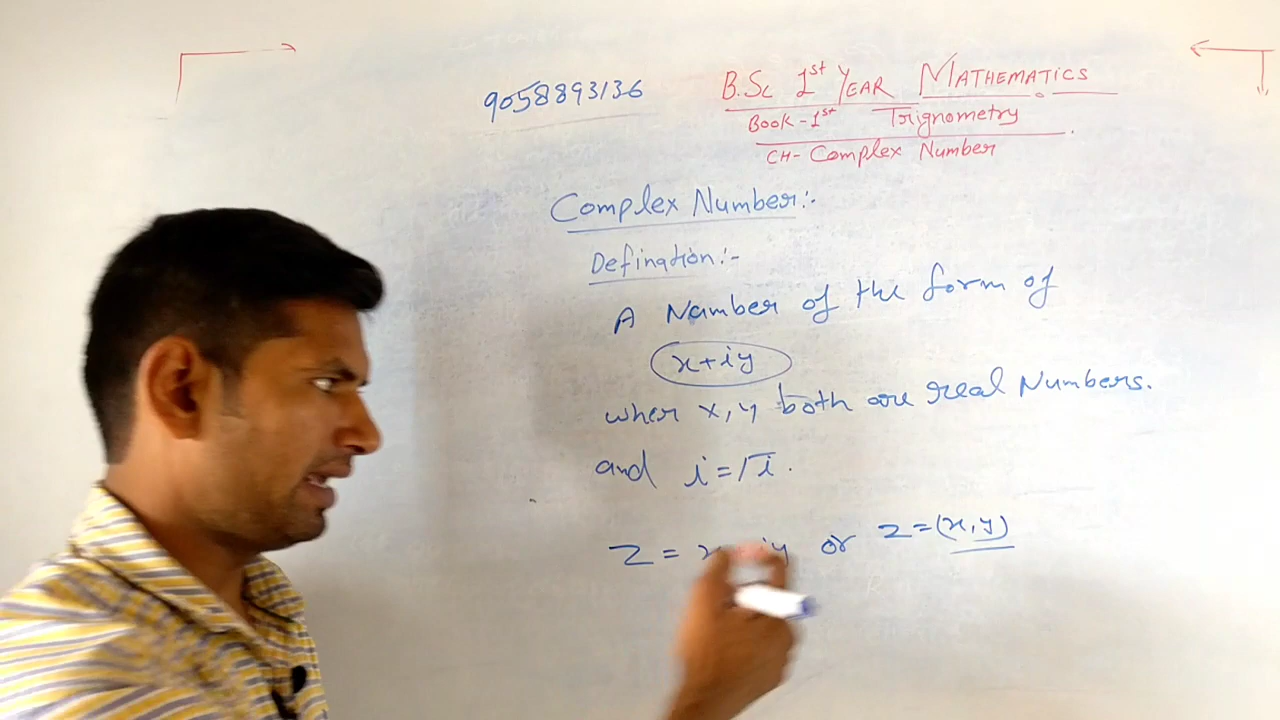 9058893136
B.Sc 1st YEAR MATHEMATICS
Book-1st Trignometry
CH- Complex Number
Complex Number:-
Defination:-
A Number of the form of
x+iy
wher x, y both are real Numbers.
and i=√i.
Z = x iy or z=(x,y)